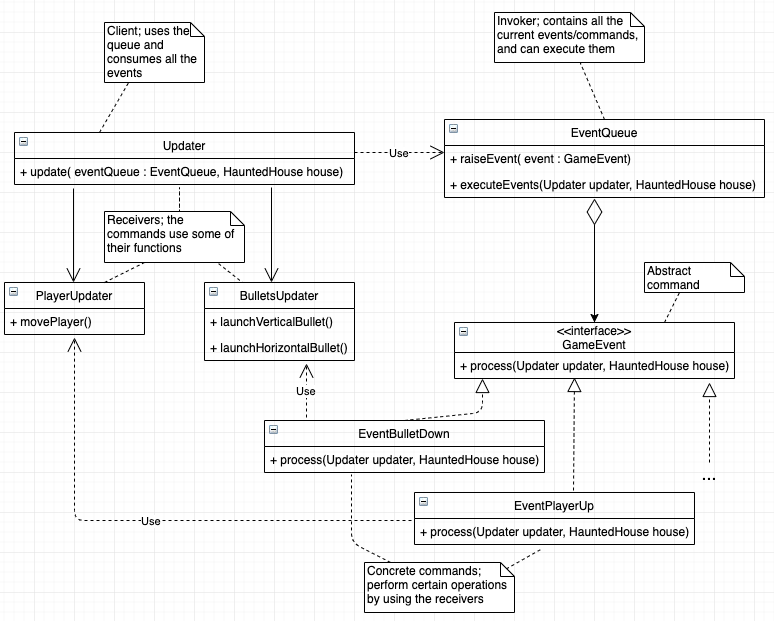 Client; uses the
queue and
consumes all the
events
Invoker; contains all the
current events/commands,
and can execute them
Updater
+ update( eventQueue : EventQueue, HauntedHouse house)
Use
EventQueue
+ raiseEvent( event : GameEvent)
+ executeEvents(Updater updater, HauntedHouse house)
Receivers; the
commands use some of
their functions
Abstract
command
PlayerUpdater
+ movePlayer()
BulletsUpdater
+ launchVerticalBullet()
+ launchHorizontalBullet()
<<interface>>
GameEvent
+ process(Updater updater, HauntedHouse house)
Use
EventBulletDown
+ process(Updater updater, HauntedHouse house)
...
EventPlayerUp
+ process(Updater updater, HauntedHouse house)
Use
Concrete commands;
perform certain operations
by using the receivers